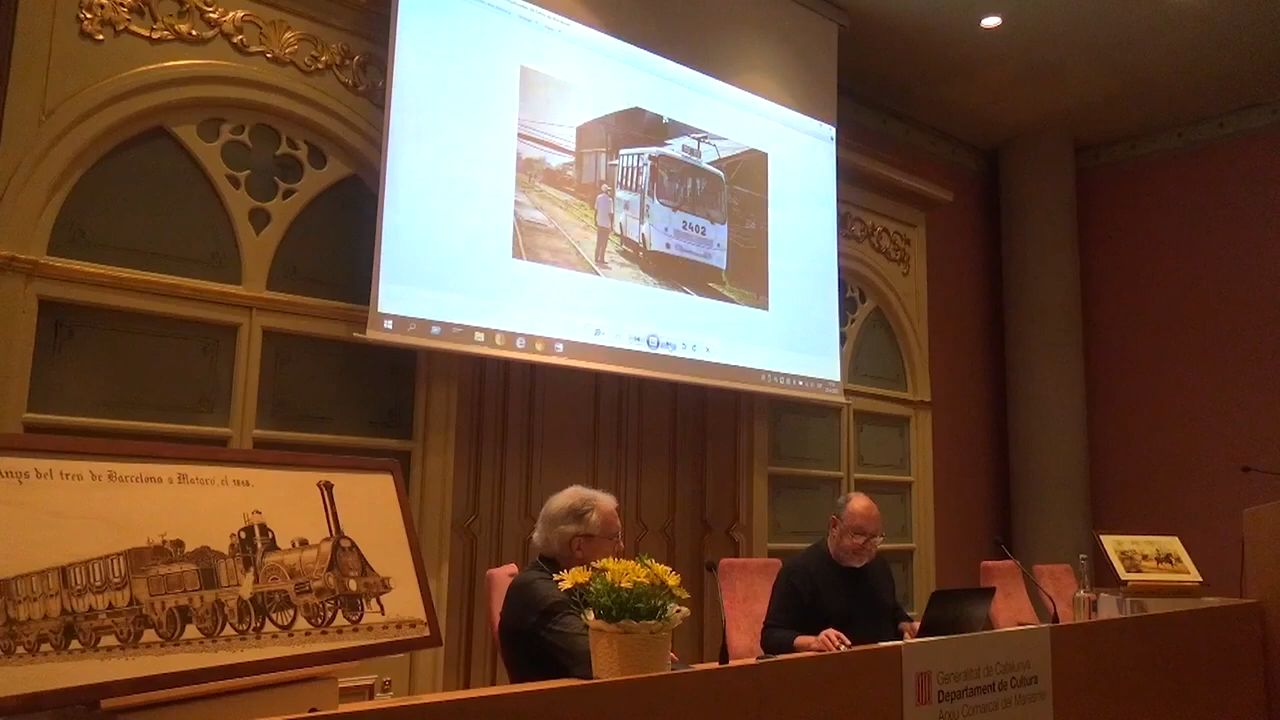 2402
Anys del tren de Barcelona a Mataró, el 1848.
Generalitat de Catalunya
Departament de Cultura
Arxiu Comarcal del Maresme